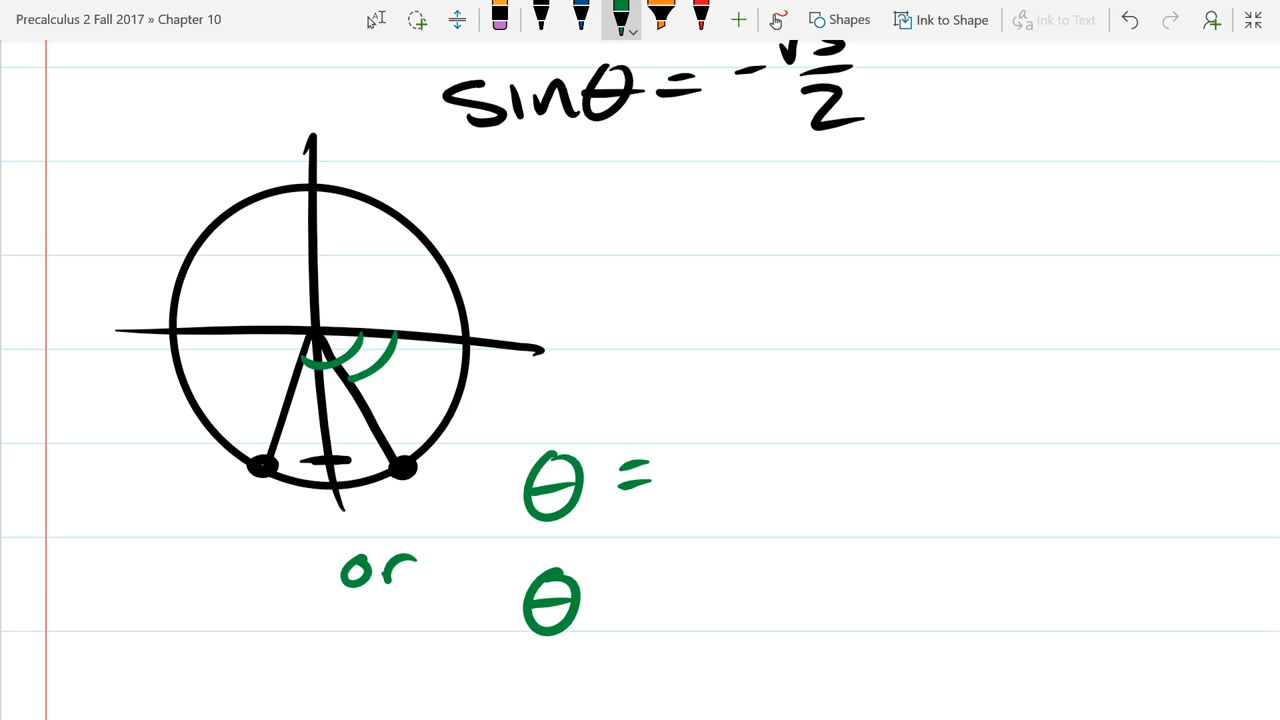 Precalculus 2 Fall 2017 » Chapter 10
Shapes
Ink to Shape
Ink to Text
sinθ = -√3/2
θ =
or
θ